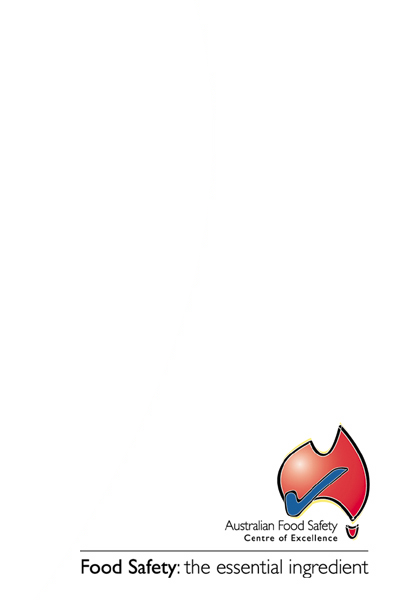 Australian Food Safety
Centre of Excellence
Food Safety: the essential ingredient